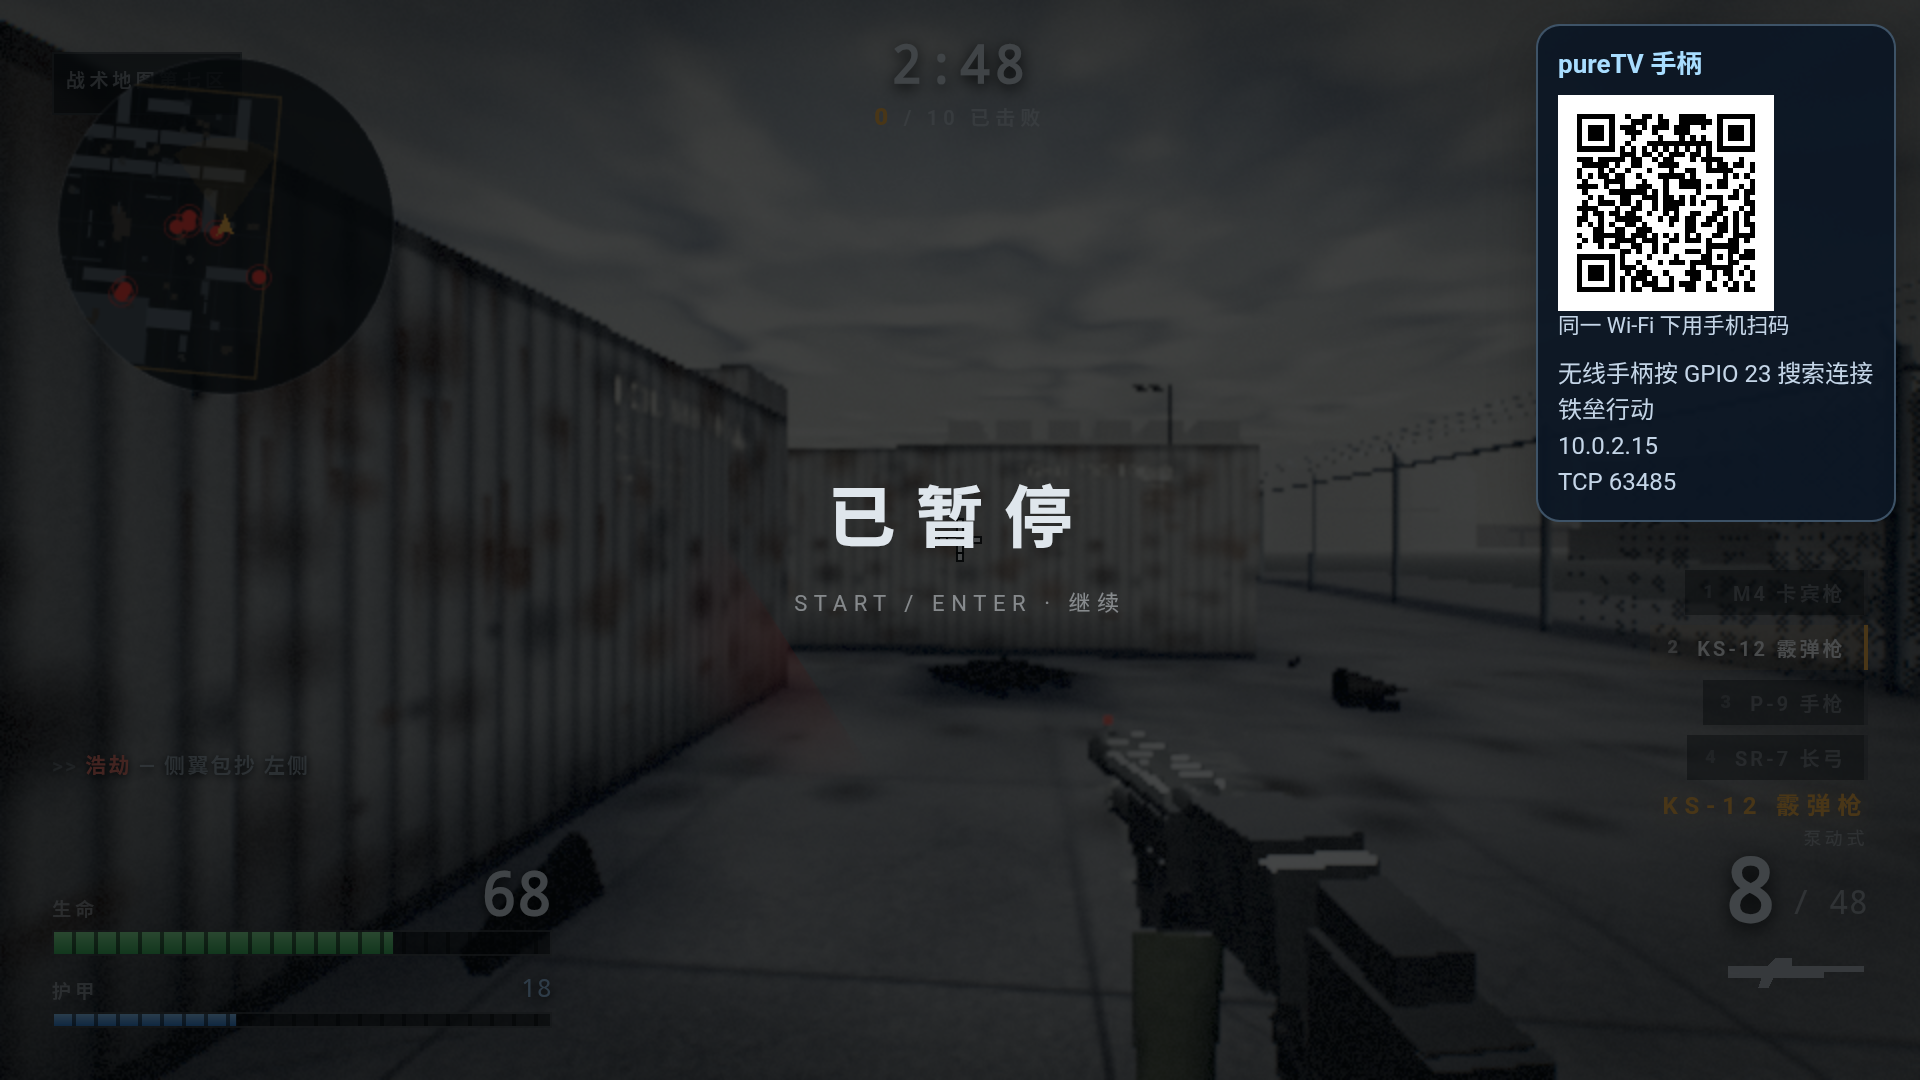 战术地图 第七区
2:48
0 / 10 已击败
pureTV 手柄
同一 Wi-Fi 下用手机扫码
无线手柄按 GPIO 23 搜索连接
铁垒行动
10.0.2.15
TCP 63485
已暂停
START / ENTER · 继续
1 M4 卡宾枪
2 KS-12 霰弹枪
3 P-9 手枪
4 SR-7 长弓
KS-12 霰弹枪
泵动式
8 / 48
>> 浩劫 — 侧翼包抄 左侧
生命
68
护甲
18